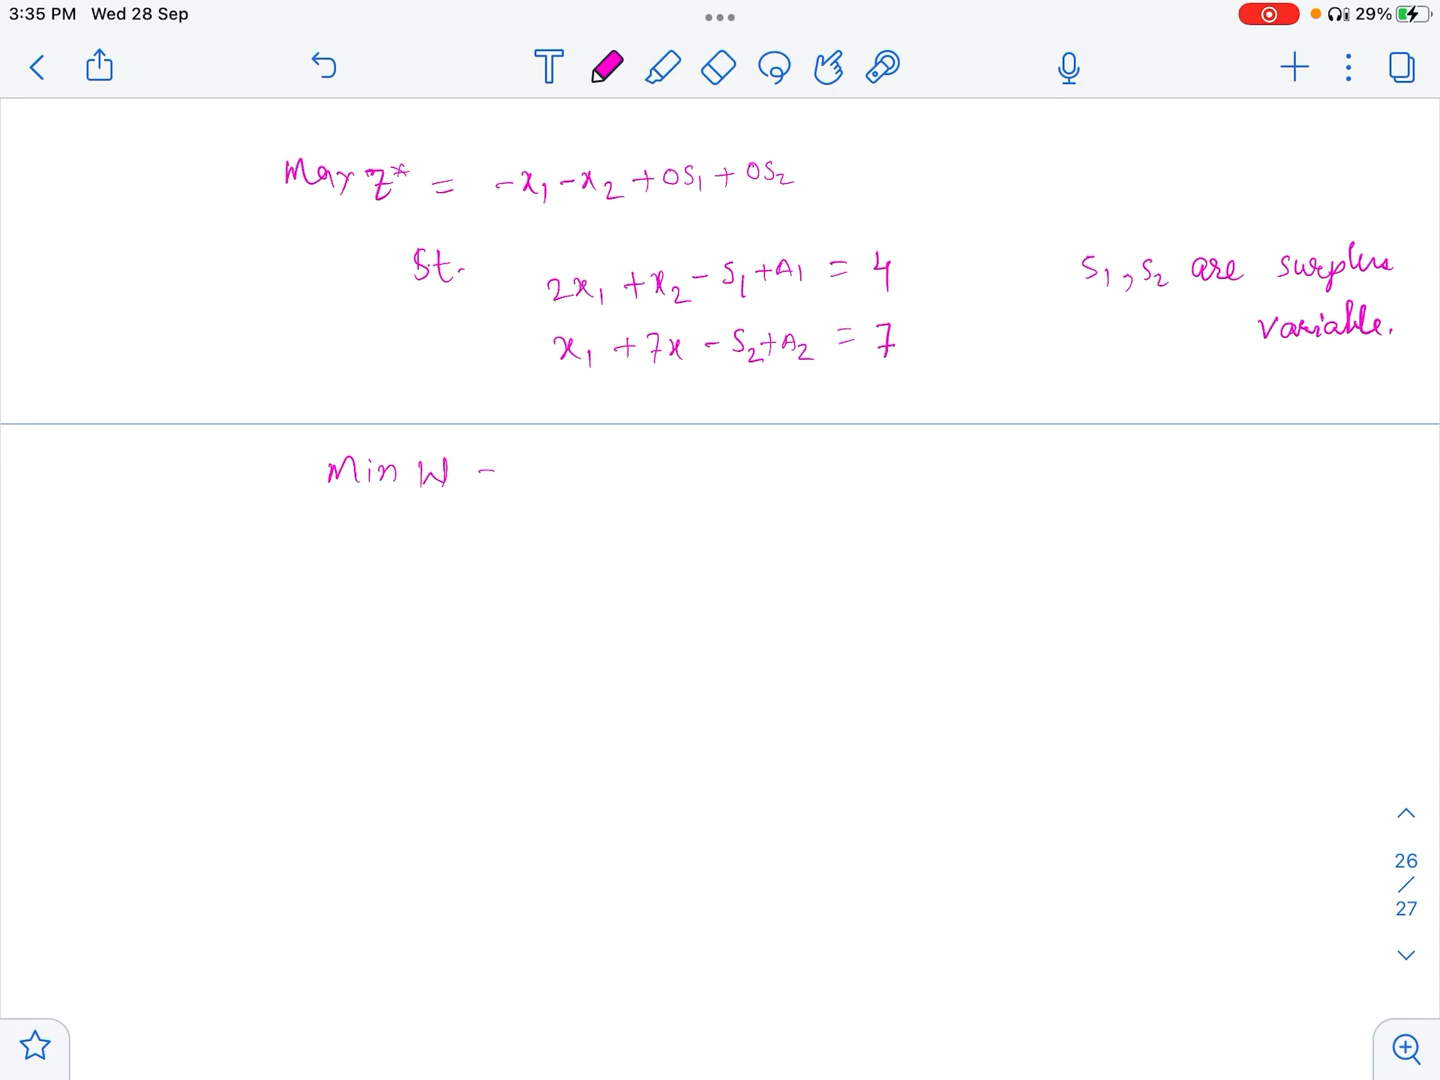 3:35 PM Wed 28 Sep 29%
Max Z* = -x₁ -x₂ + 0S₁ + 0S₂
S.t. 2x₁ + x₂ - S₁ + A₁ = 4 S₁, S₂ are surplus
x₁ + 7x - S₂ + A₂ = 7 variable.
Min W -
26
/
27